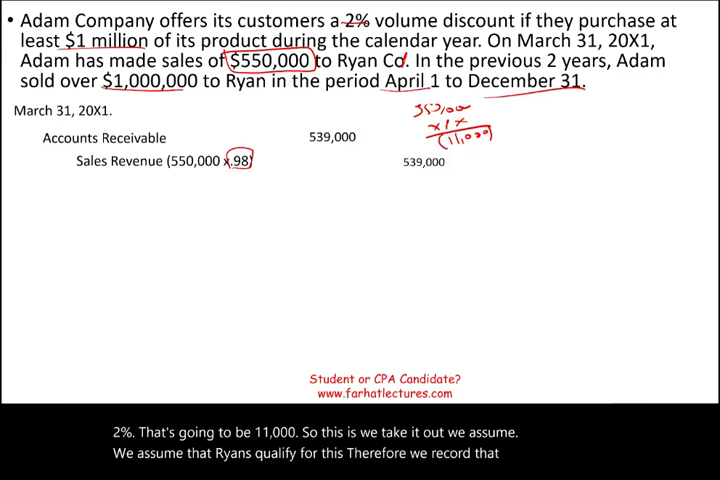 • Adam Company offers its customers a 2% volume discount if they purchase at
least $1 million of its product during the calendar year. On March 31, 20X1,
Adam has made sales of $550,000 to Ryan Co. In the previous 2 years, Adam
sold over $1,000,000 to Ryan in the period April 1 to December 31.
March 31, 20X1.
Accounts Receivable 539,000
Sales Revenue (550,000 x.98) 539,000
(11,000)
Student or CPA Candidate?
www.farhatlectures.com
2%. That's going to be 11,000. So this is we take it out we assume.
We assume that Ryans qualify for this Therefore we record that